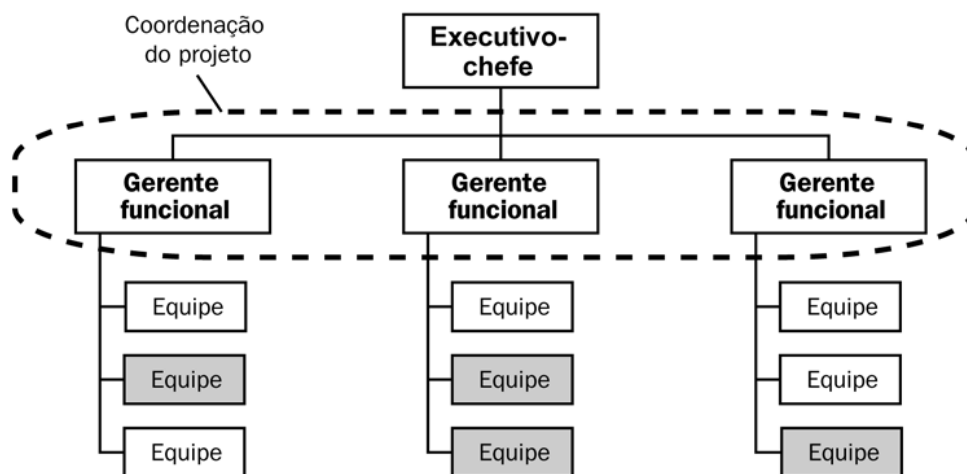 Coordenação
do projeto
Executivo-
chefe
Gerente
funcional
Gerente
funcional
Gerente
funcional
Equipe
Equipe
Equipe
Equipe
Equipe
Equipe
Equipe
Equipe
Equipe